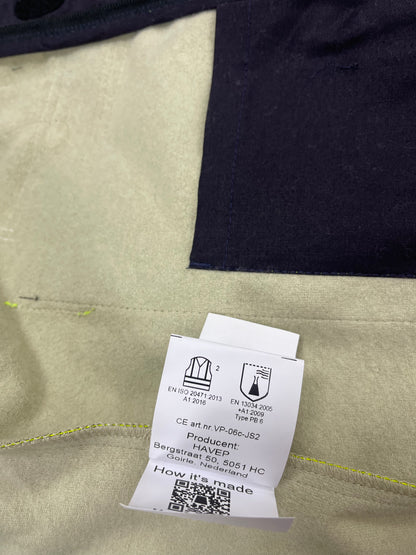 2
EN ISO 20471:2013
A1 2016
EN 13034 2005
+A1 2009
Type PB 6
CE art.nr. VP-06c-JS2
Producent:
HAVEP
Bergstraat 50, 5051 HC
Goirle, Nederland
How it's made